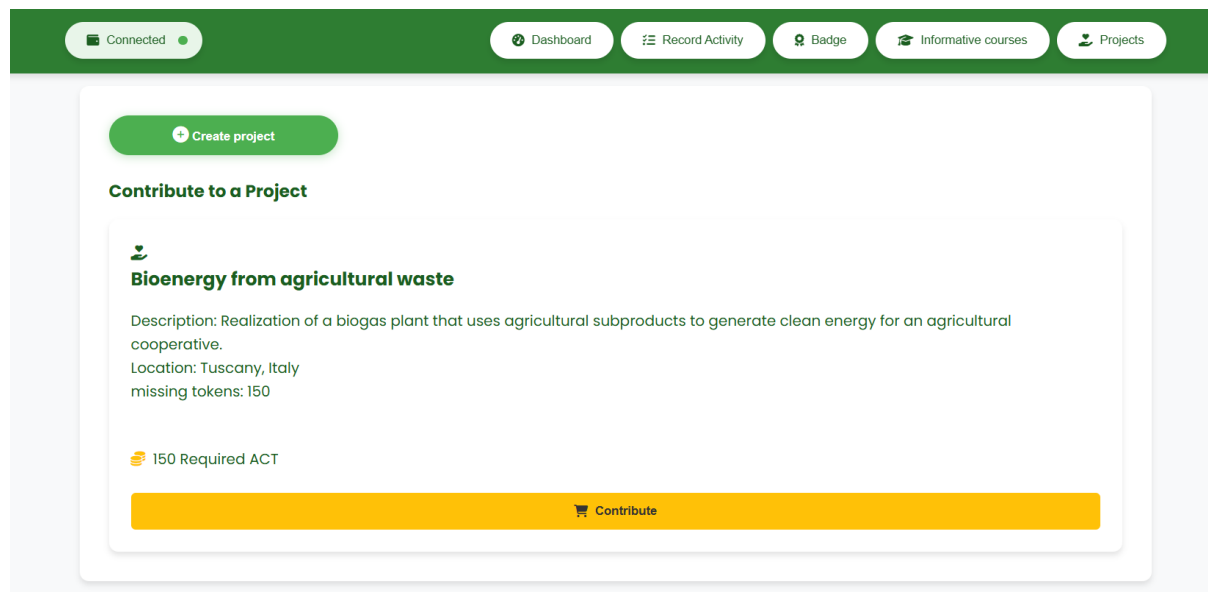 Connected
Dashboard
Record Activity
Badge
Informative courses
Projects
Create project
Contribute to a Project
Bioenergy from agricultural waste
Description: Realization of a biogas plant that uses agricultural subproducts to generate clean energy for an agricultural
cooperative.
Location: Tuscany, Italy
missing tokens: 150
150 Required ACT
Contribute